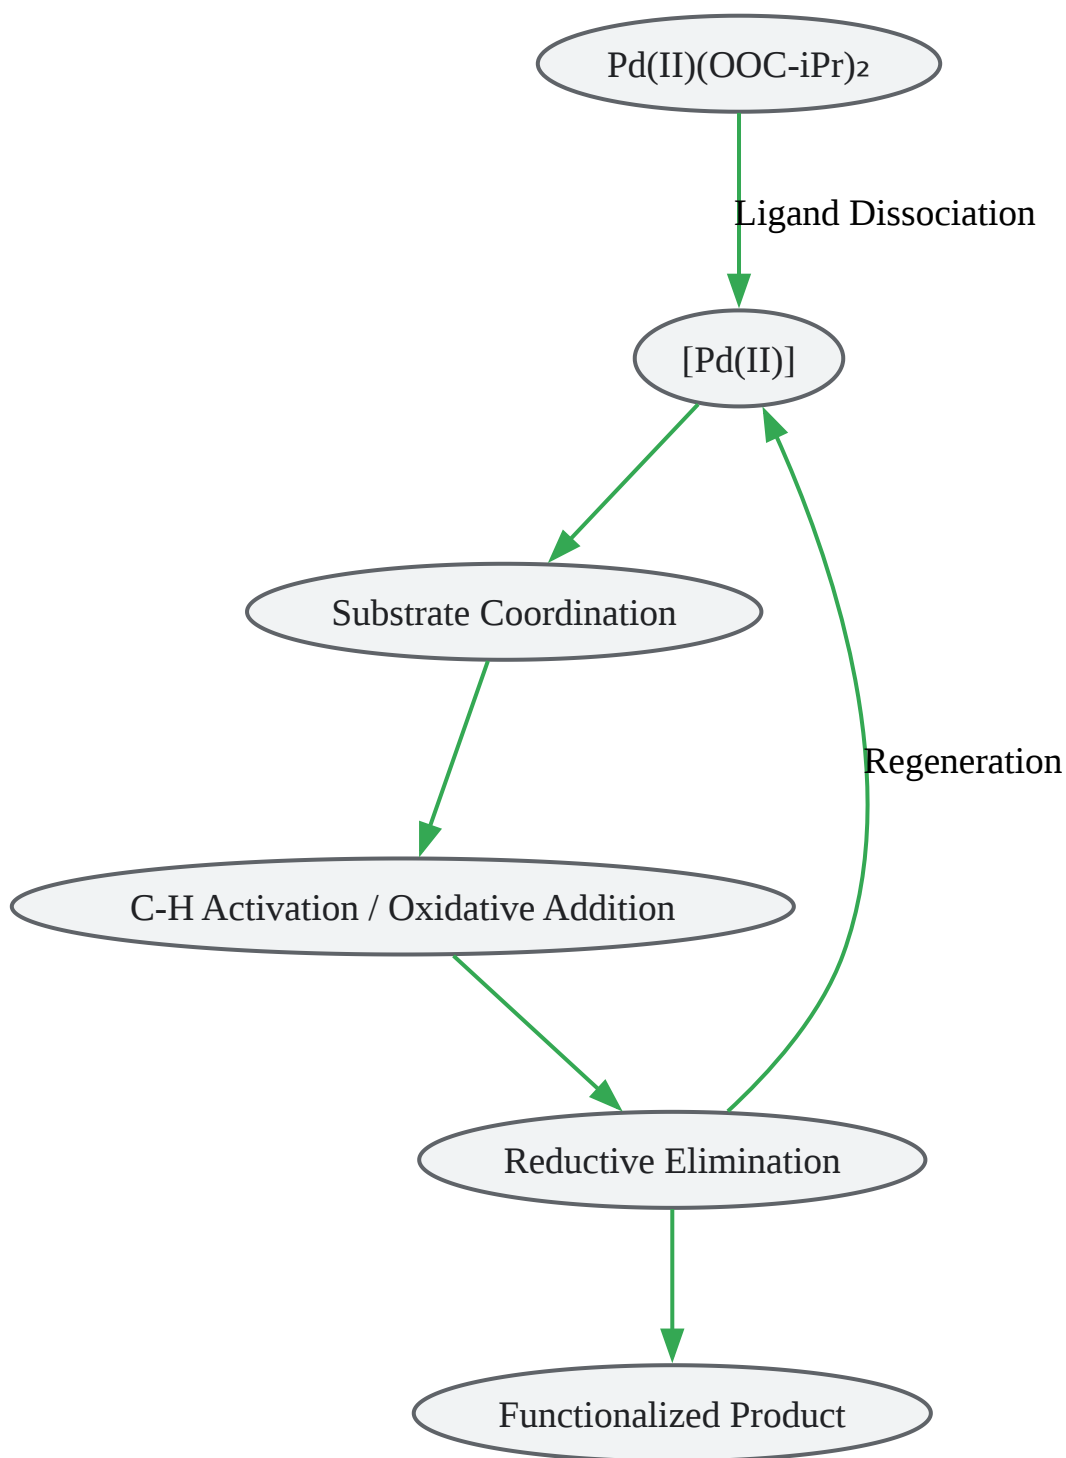 Pd(II)(OOC-iPr)₂
Ligand Dissociation
[Pd(II)]
Substrate Coordination
Regeneration
C-H Activation / Oxidative Addition
Reductive Elimination
Functionalized Product